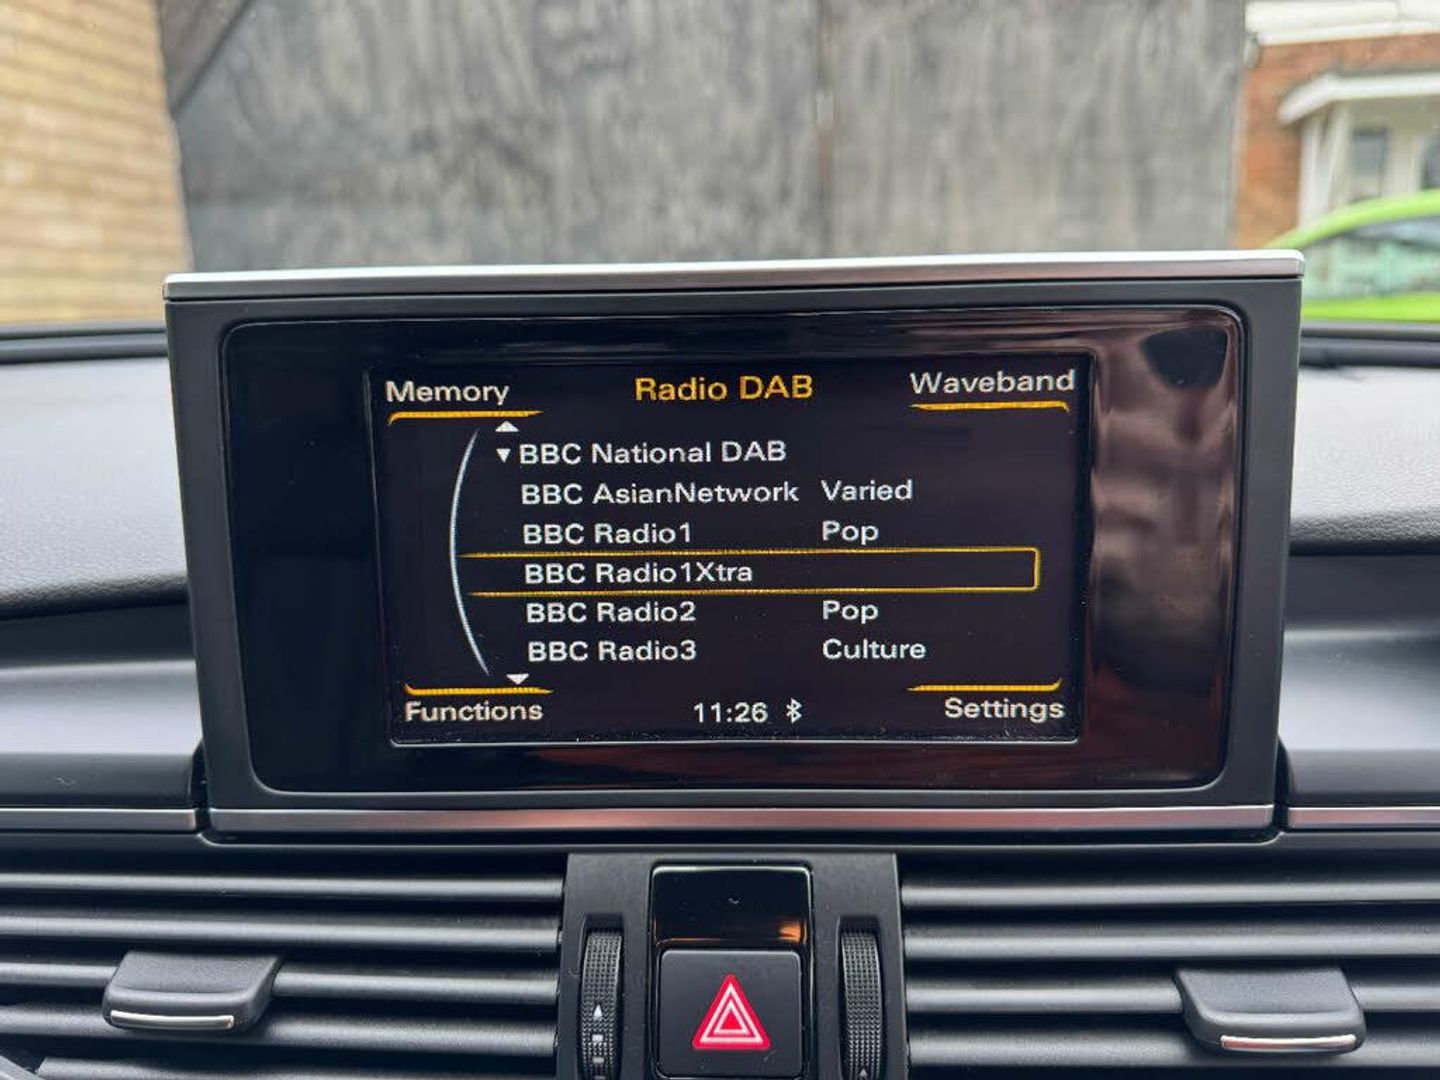 Memory Radio DAB Waveband
BBC National DAB
BBC AsianNetwork Varied
BBC Radio1 Pop
BBC Radio1Xtra
BBC Radio2 Pop
BBC Radio3 Culture
Functions 11:26 Settings